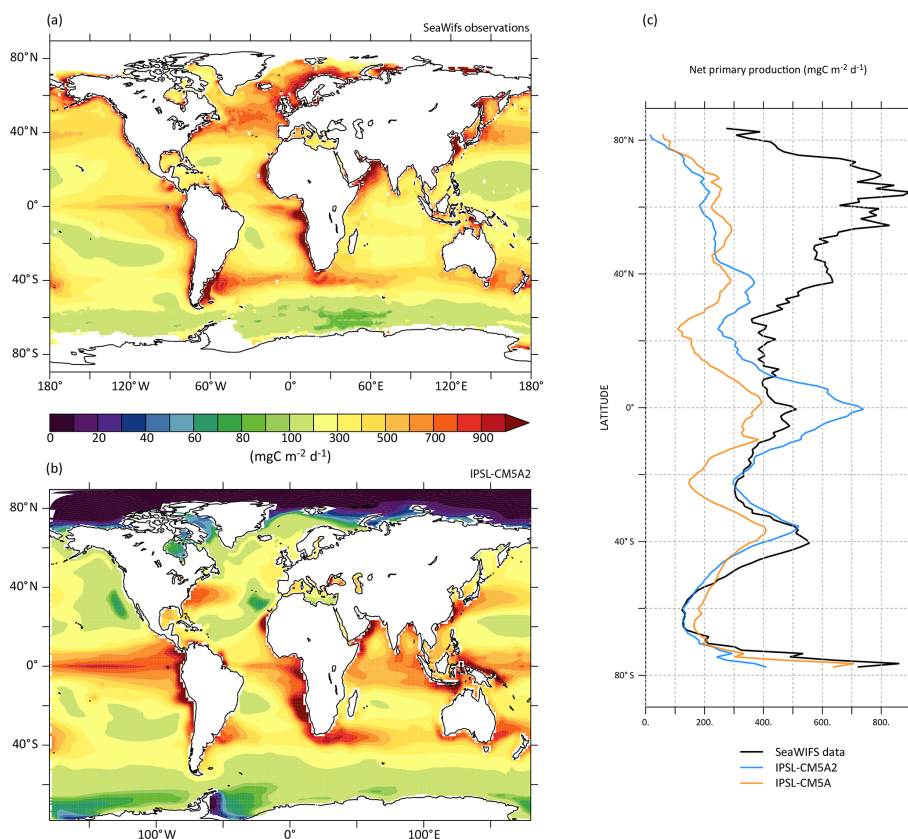 (a)
SeaWifs observations
80°N
40°N
0°
40°S
80°S
180° 120°W 60°W 0° 60°E 120°E 180°
0 20 40 60 80 100 300 500 700 900
(mgC m⁻² d⁻¹)
(b)
IPSL-CM5A2
80°N
40°N
0°
40°S
100°W 0° 100°E
(c)
Net primary production (mgC m⁻² d⁻¹)
80°N
40°N
0°
40°S
80°S
LATITUDE
0. 200. 400. 600. 800.
SeaWIFS data
IPSL-CM5A2
IPSL-CM5A